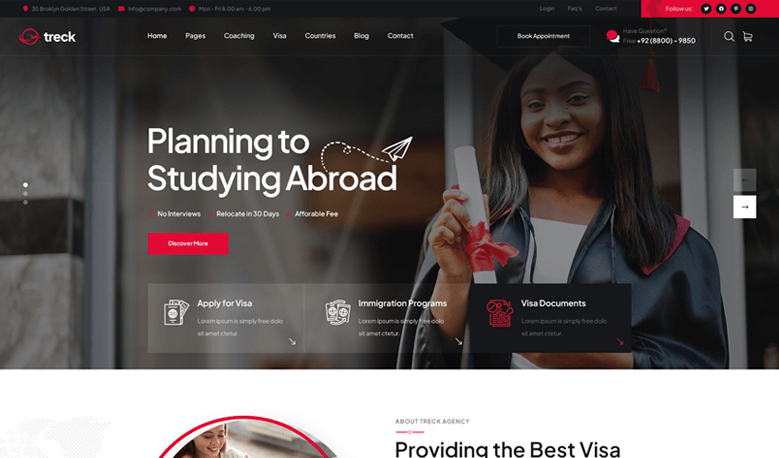 30 Broklyn Golden Street. USA
Info@company.com
Mon - Fri 8.00 am - 6.00 pm
Login
Faq's
Contact
Follow us:
treck
Home
Pages
Coaching
Visa
Countries
Blog
Contact
Book Appointment
Have Question?
Free +92 (8800) - 9850
Planning to
Studying Abroad
No Interviews
Relocate in 30 Days
Afforable Fee
Discover More
Apply for Visa
Lorem ipsum is simply free dolo
sit amet ctetur.
Immigration Programs
Lorem ipsum is simply free dolo
sit amet ctetur.
Visa Documents
Lorem ipsum is simply free dolo
sit amet ctetur.
ABOUT TRECK AGENCY
Providing the Best Visa